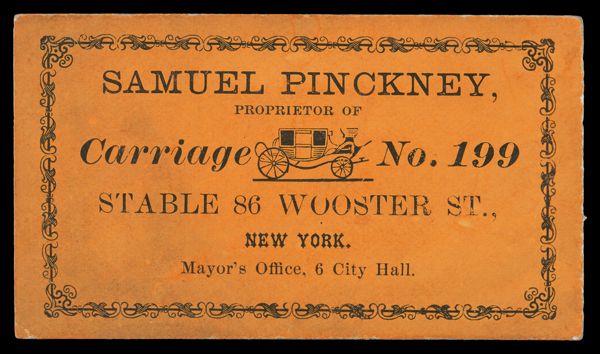 SAMUEL PINCKNEY,
PROPRIETOR OF
Carriage No. 199
STABLE 86 WOOSTER ST.,
NEW YORK.
Mayor's Office, 6 City Hall.